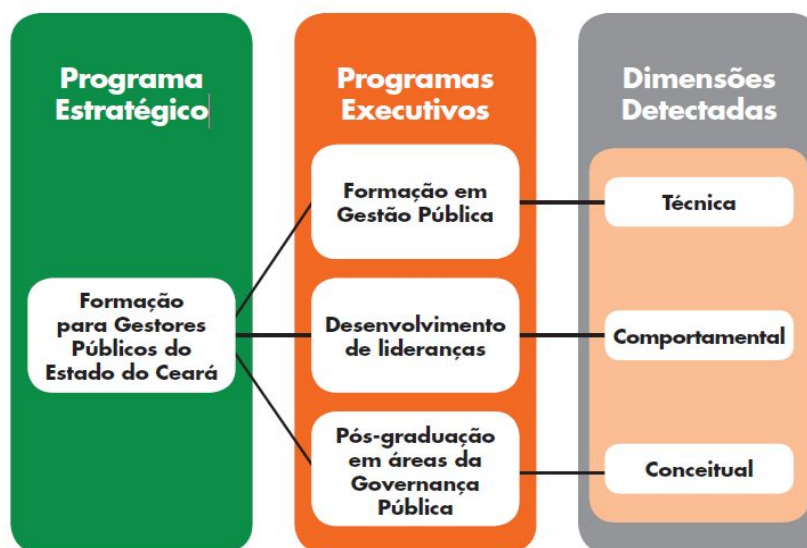 Programa
Estratégico
Formação
para Gestores
Públicos do
Estado do Ceará
Programas
Executivos
Formação em
Gestão Pública
Desenvolvimento
de lideranças
Pós-graduação
em áreas da
Governança
Pública
Dimensões
Detectadas
Técnica
Comportamental
Conceitual